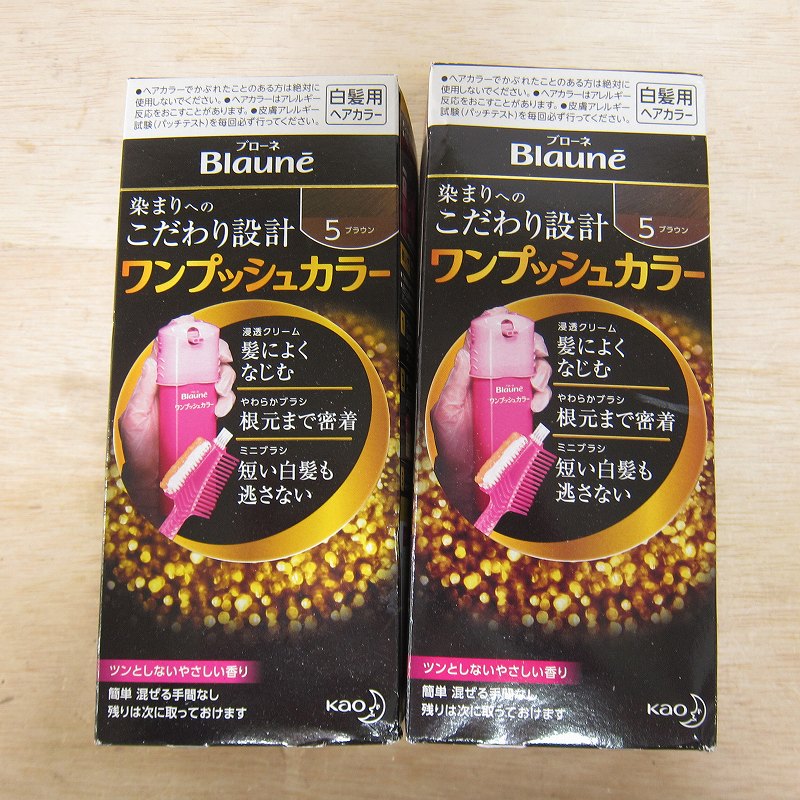 ●ヘアカラーでかぶれたことのある方は絶対に
使用しないでください。●ヘアカラーはアレルギー
反応をおこすことがあります。●皮膚アレルギー
試験(パッチテスト)を毎回必ず行ってください。
白髪用
ヘアカラー
ブローネ
Blauné
染まりへの
こだわり設計
5 ブラウン
ワンプッシュカラー
浸透クリーム
髪によく
なじむ
やわらかブラシ
根元まで密着
ミニブラシ
短い白髪も
逃さない
Blauné
ワンプッシュカラー
ツンとしないやさしい香り
簡単 混ぜる手間なし
残りは次に取っておけます
Kao
●ヘアカラーでかぶれたことのある方は絶対に
使用しないでください。●ヘアカラーはアレルギー
反応をおこすことがあります。●皮膚アレルギー
試験(パッチテスト)を毎回必ず行ってください。
白髪用
ヘアカラー
ブローネ
Blauné
染まりへの
こだわり設計
5 ブラウン
ワンプッシュカラー
浸透クリーム
髪によく
なじむ
やわらかブラシ
根元まで密着
ミニブラシ
短い白髪も
逃さない
Blauné
ワンプッシュカラー
ツンとしないやさしい香り
簡単 混ぜる手間なし
残りは次に取っておけます
Kao